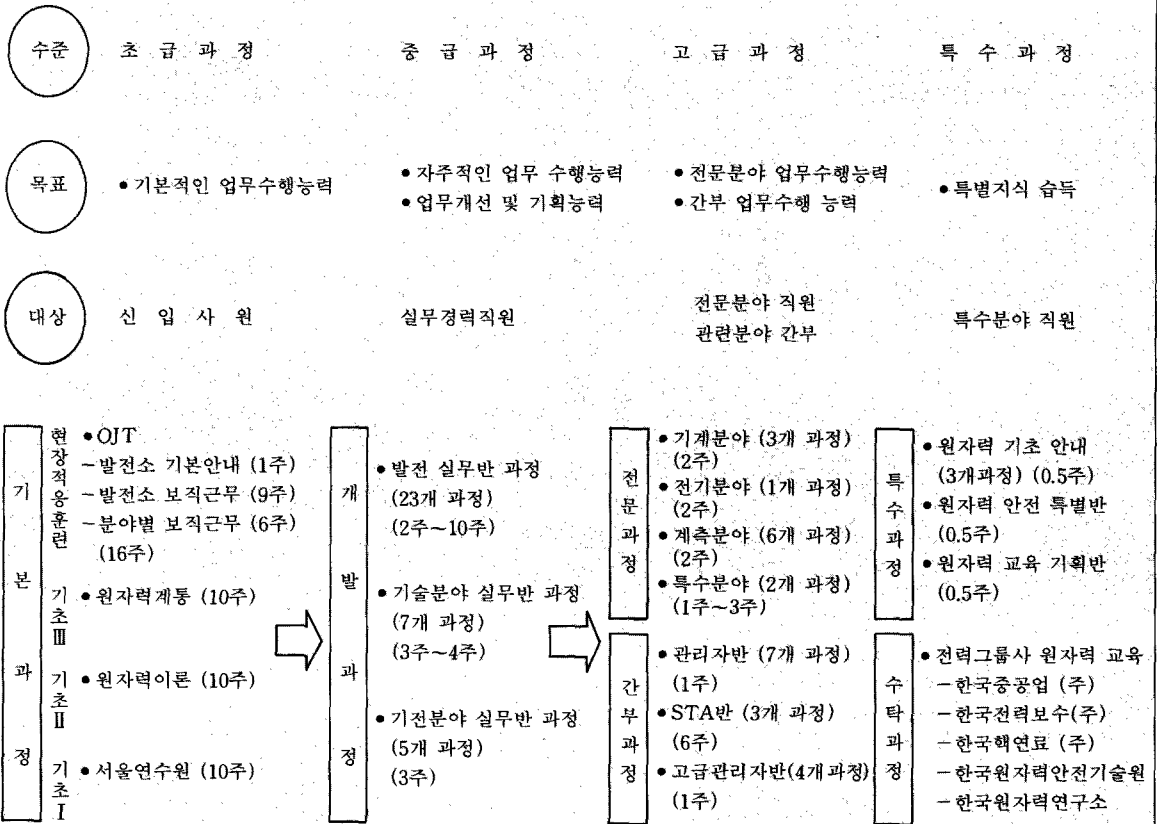 수준 초 급 과 정 중 급 과 정 고 급 과 정 특 수 과 정
목표 • 기본적인 업무수행능력
• 자주적인 업무 수행능력
• 업무개선 및 기획능력
• 전문분야 업무수행능력
• 간부 업무수행 능력
• 특별지식 습득
대상 신 입 사 원 실무경력직원
전문분야 직원
관련분야 간부
특수분야 직원
기본과정
현장적응훈련
• OJT
－발전소 기본안내 (1주)
－발전소 보직근무 (9주)
－분야별 보직근무 (6주)
(16주)
기초Ⅲ • 원자력계통 (10주)
기초Ⅱ • 원자력이론 (10주)
기초Ⅰ • 서울연수원 (10주)
개발과정
• 발전 실무반 과정
(23개 과정)
(2주~10주)
• 기술분야 실무반 과정
(7개 과정)
(3주~4주)
• 기전분야 실무반 과정
(5개 과정)
(3주)
전문과정
• 기계분야 (3개 과정)
(2주)
• 전기분야 (1개 과정)
(2주)
• 계측분야 (6개 과정)
(2주)
• 특수분야 (2개 과정)
(1주~3주)
간부과정
• 관리자반 (7개 과정)
(1주)
• STA반 (3개 과정)
(6주)
• 고급관리자반(4개과정)
(1주)
특수과정
• 원자력 기초 안내
(3개과정) (0.5주)
• 원자력 안전 특별반
(0.5주)
• 원자력 교육 기획반
(0.5주)
수탁과정
• 전력그룹사 원자력 교육
－한국중공업 (주)
－한국전력보수(주)
－한국핵연료 (주)
－한국원자력안전기술원
－한국원자력연구소